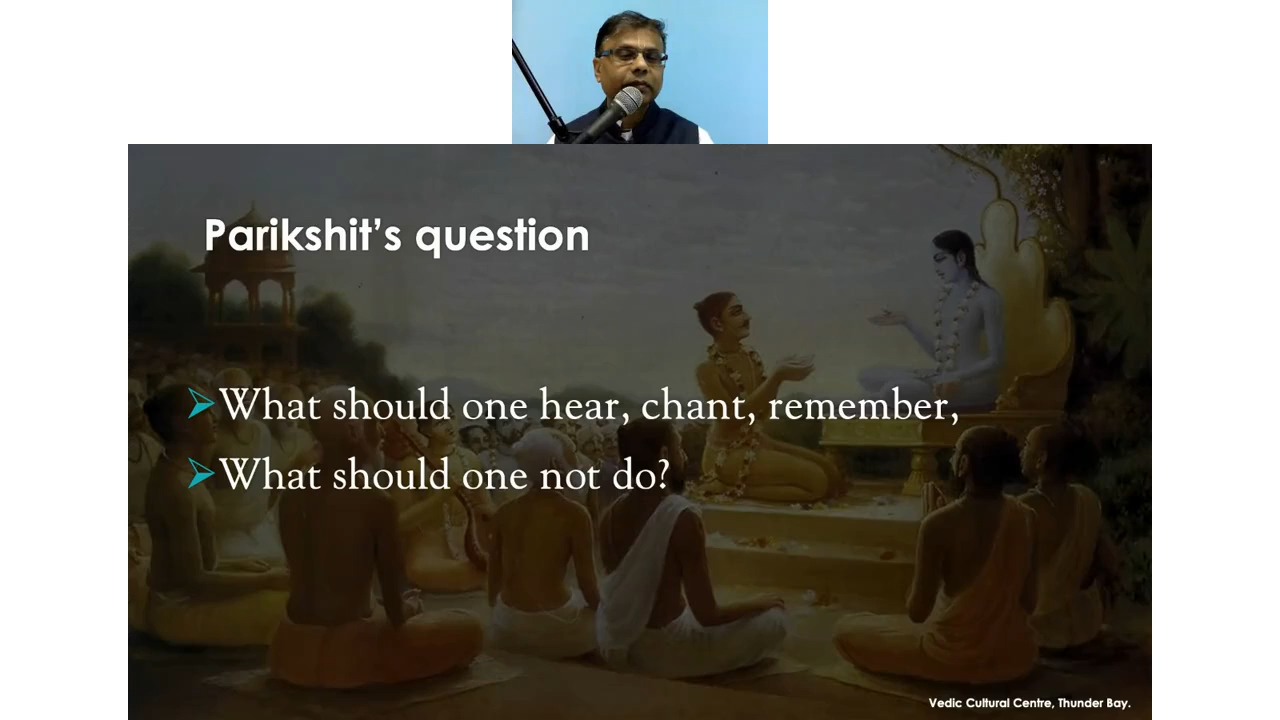 Parikshit's question
What should one hear, chant, remember,
What should one not do?
Vedic Cultural Centre, Thunder Bay.